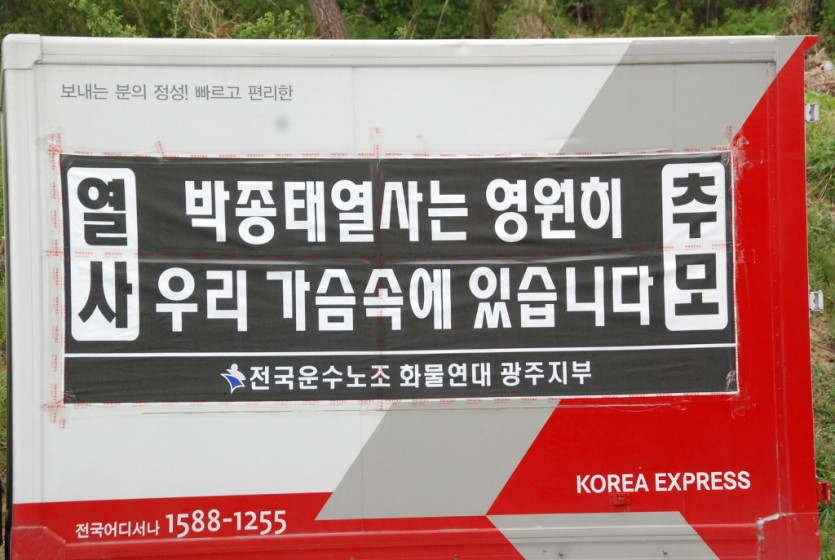 보내는 분의 정성! 빠르고 편리한
열사
박종태열사는 영원히
우리 가슴속에 있습니다
추모
전국운수노조 화물연대 광주지부
KOREA EXPRESS
전국어디서나 1588-1255